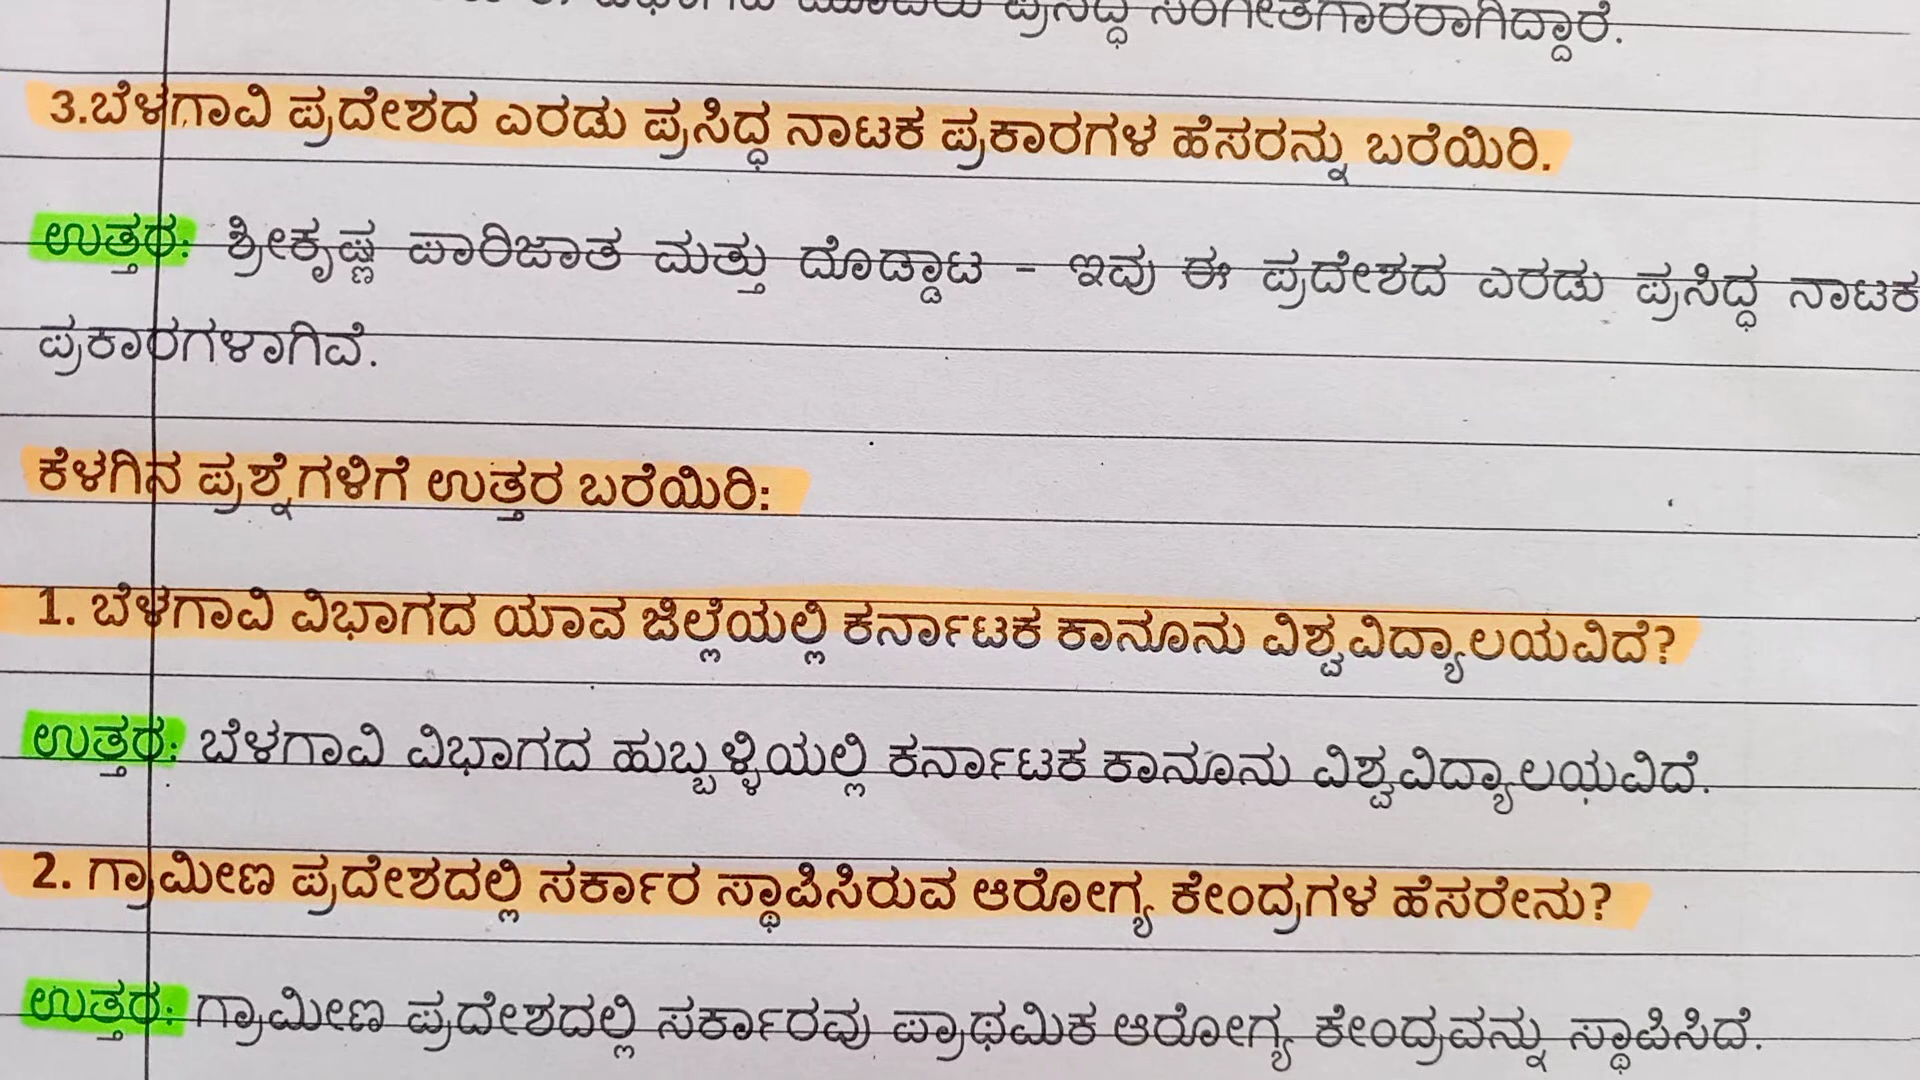 ಪ್ರಸಿದ್ಧ ಸಂಗೀತಗಾರರಾಗಿದ್ದಾರೆ.
3.ಬೆಳಗಾವಿ ಪ್ರದೇಶದ ಎರಡು ಪ್ರಸಿದ್ಧ ನಾಟಕ ಪ್ರಕಾರಗಳ ಹೆಸರನ್ನು ಬರೆಯಿರಿ.
ಉತ್ತರ: ಶ್ರೀಕೃಷ್ಣ ಪಾರಿಜಾತ ಮತ್ತು ದೊಡ್ಡಾಟ - ಇವು ಈ ಪ್ರದೇಶದ ಎರಡು ಪ್ರಸಿದ್ಧ ನಾಟಕ
ಪ್ರಕಾರಗಳಾಗಿವೆ.
ಕೆಳಗಿನ ಪ್ರಶ್ನೆಗಳಿಗೆ ಉತ್ತರ ಬರೆಯಿರಿ:
1. ಬೆಳಗಾವಿ ವಿಭಾಗದ ಯಾವ ಜಿಲ್ಲೆಯಲ್ಲಿ ಕರ್ನಾಟಕ ಕಾನೂನು ವಿಶ್ವವಿದ್ಯಾಲಯವಿದೆ?
ಉತ್ತರ: ಬೆಳಗಾವಿ ವಿಭಾಗದ ಹುಬ್ಬಳ್ಳಿಯಲ್ಲಿ ಕರ್ನಾಟಕ ಕಾನೂನು ವಿಶ್ವವಿದ್ಯಾಲಯವಿದೆ.
2. ಗ್ರಾಮೀಣ ಪ್ರದೇಶದಲ್ಲಿ ಸರ್ಕಾರ ಸ್ಥಾಪಿಸಿರುವ ಆರೋಗ್ಯ ಕೇಂದ್ರಗಳ ಹೆಸರೇನು?
ಉತ್ತರ: ಗ್ರಾಮೀಣ ಪ್ರದೇಶದಲ್ಲಿ ಸರ್ಕಾರವು ಪ್ರಾಥಮಿಕ ಆರೋಗ್ಯ ಕೇಂದ್ರವನ್ನು ಸ್ಥಾಪಿಸಿದೆ.